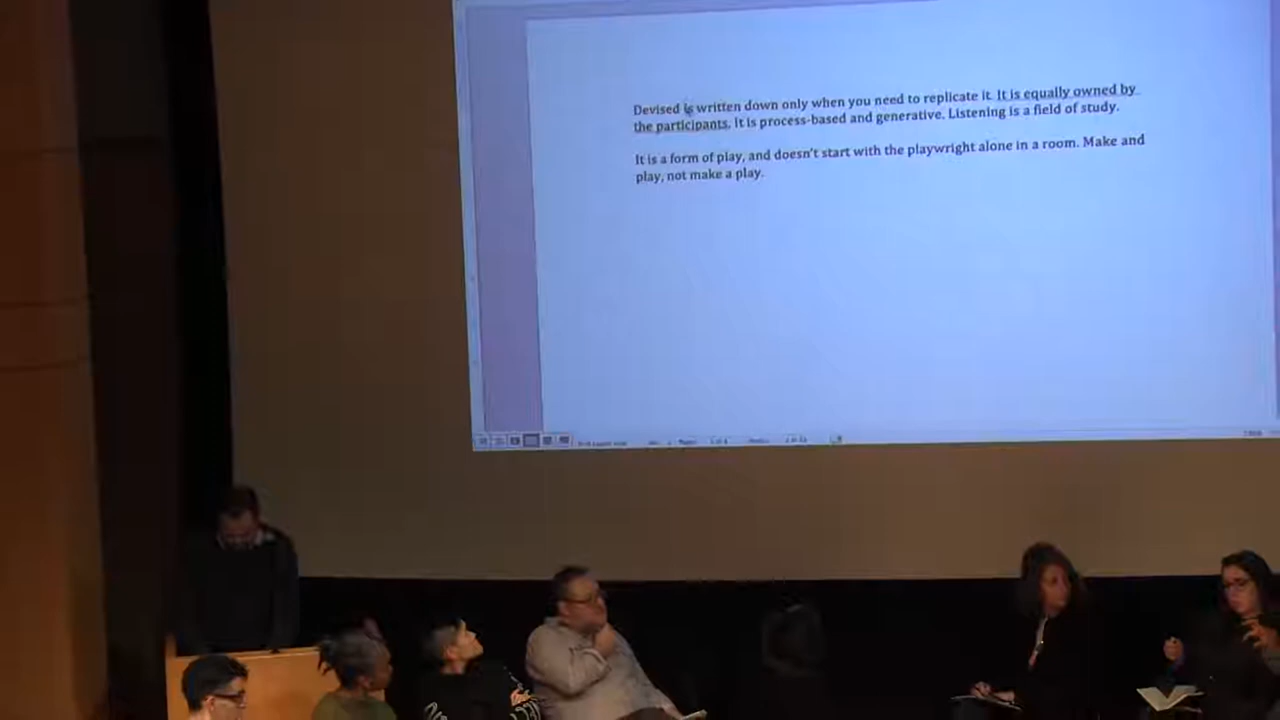 Devised is written down only when you need to replicate it. It is equally owned by
the participants. It is process-based and generative. Listening is a field of study.
It is a form of play, and doesn't start with the playwright alone in a room. Make and
play, not make a play.